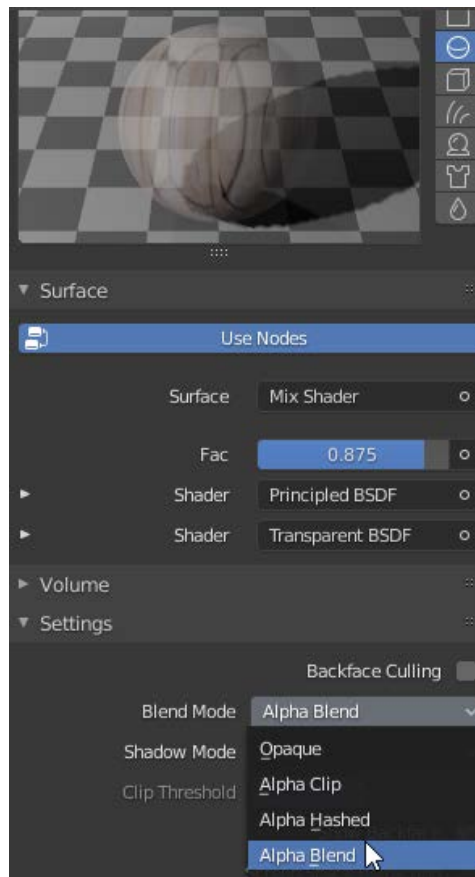 Surface
Use Nodes
Surface Mix Shader
Fac 0.875
Shader Principled BSDF
Shader Transparent BSDF
Volume
Settings
Backface Culling
Blend Mode Alpha Blend
Shadow Mode Opaque
Clip Threshold Alpha Clip
Alpha Hashed
Alpha Blend